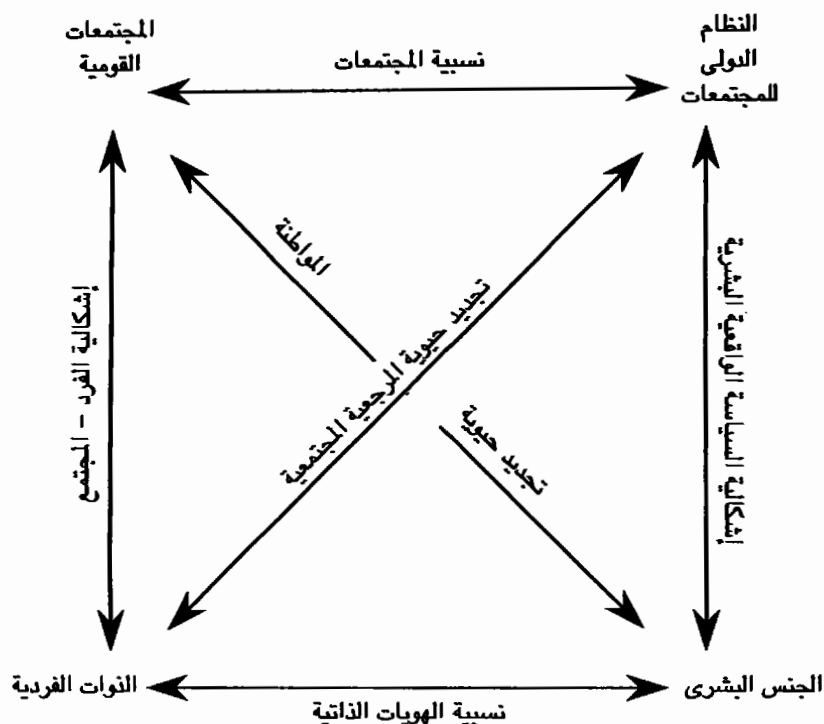 النظام
الدولى
للمجتمعات
نسبية المجتمعات
المجتمعات
القومية
المواطنة
تجديد حيوية المرجعية المجتمعية
تجديد حيوية
إشكالية السياسة الواقعية البشرية
إشكالية الفرد – المجتمع
الجنس البشرى
نسبية الهويات الذاتية
الذوات الفردية